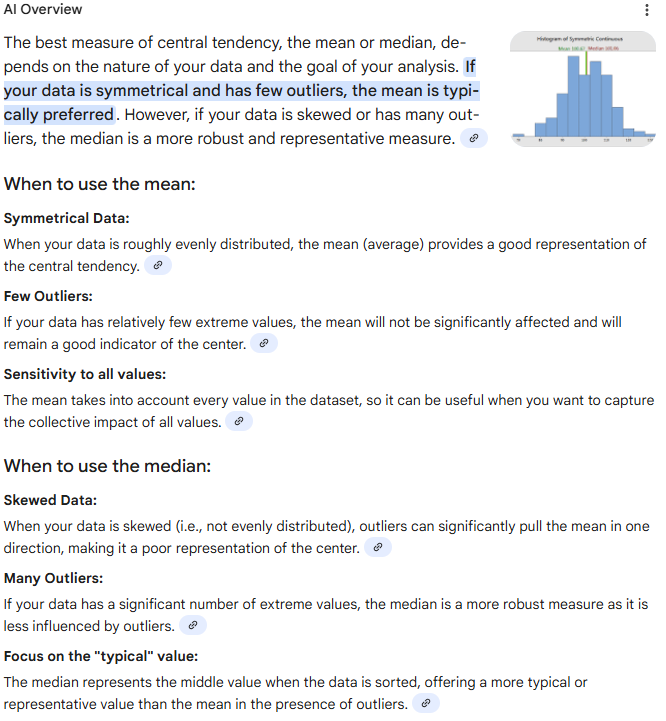 AI Overview
The best measure of central tendency, the mean or median, de-
pends on the nature of your data and the goal of your analysis. If
your data is symmetrical and has few outliers, the mean is typi-
cally preferred. However, if your data is skewed or has many out-
liers, the median is a more robust and representative measure.
Histogram of Symmetric Continuous
When to use the mean:
Symmetrical Data:
When your data is roughly evenly distributed, the mean (average) provides a good representation of
the central tendency.
Few Outliers:
If your data has relatively few extreme values, the mean will not be significantly affected and will
remain a good indicator of the center.
Sensitivity to all values:
The mean takes into account every value in the dataset, so it can be useful when you want to capture
the collective impact of all values.
When to use the median:
Skewed Data:
When your data is skewed (i.e., not evenly distributed), outliers can significantly pull the mean in one
direction, making it a poor representation of the center.
Many Outliers:
If your data has a significant number of extreme values, the median is a more robust measure as it is
less influenced by outliers.
Focus on the "typical" value:
The median represents the middle value when the data is sorted, offering a more typical or
representative value than the mean in the presence of outliers.